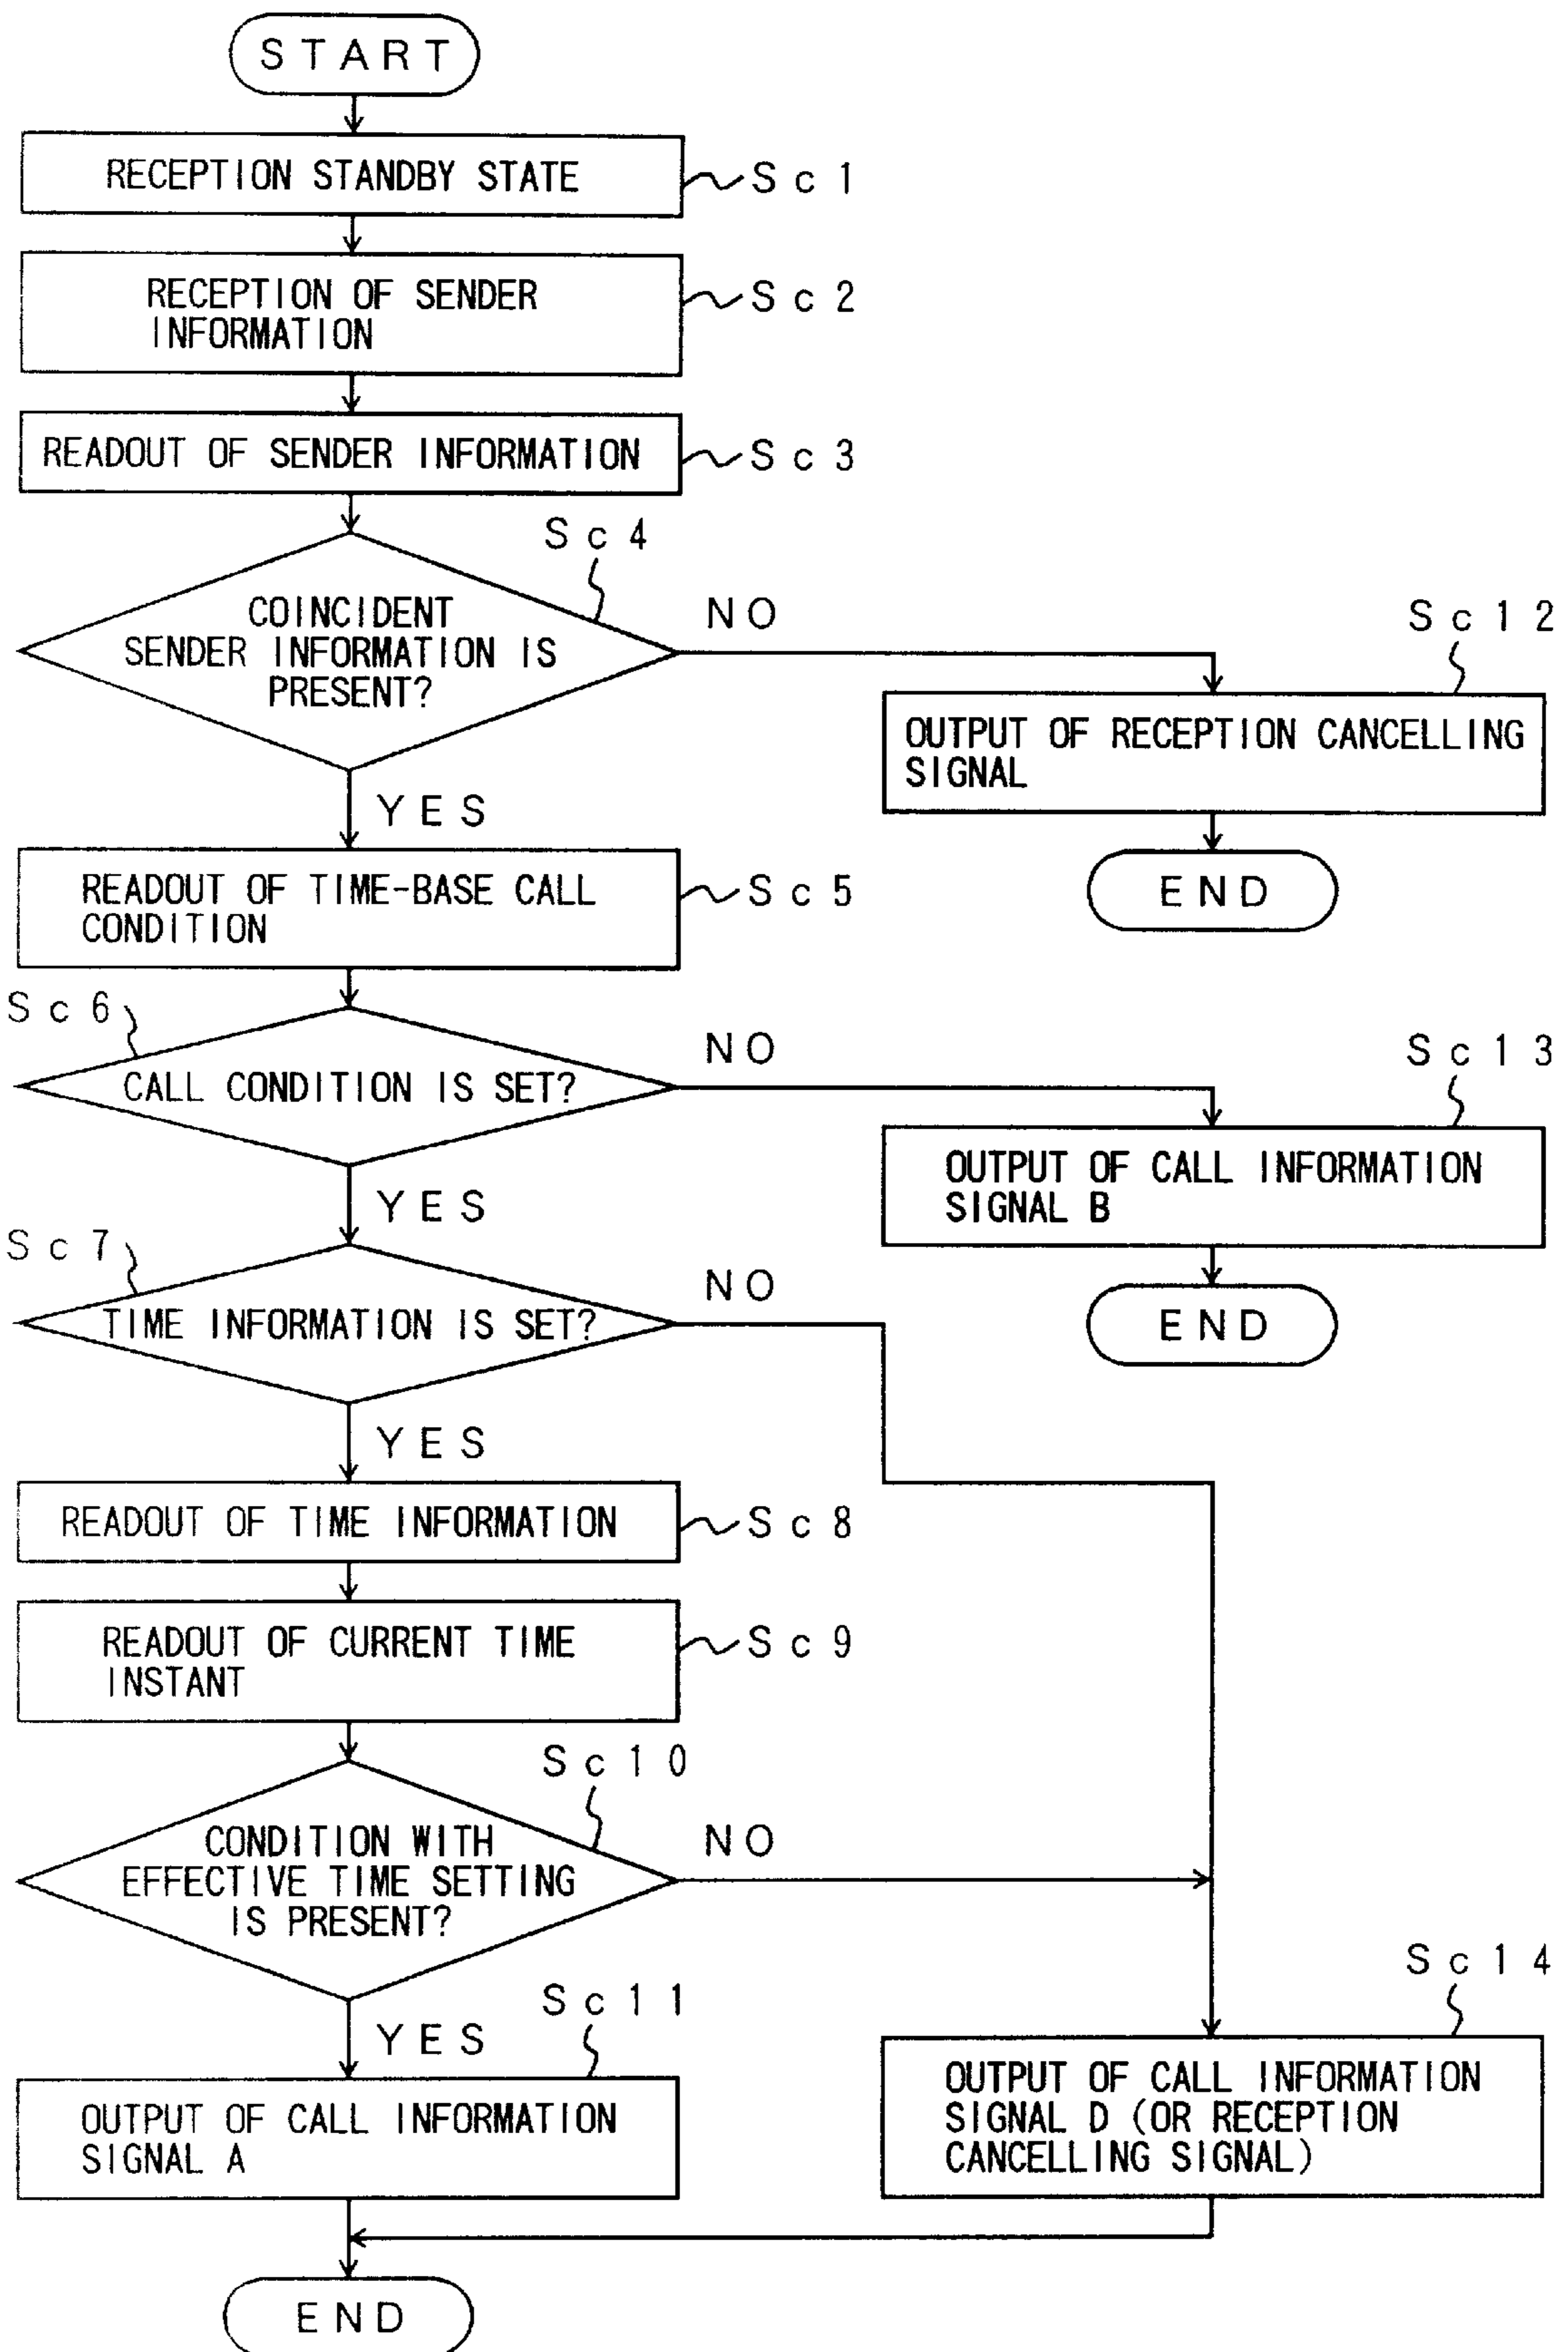 START
RECEPTION STANDBY STATE
Sc1
RECEPTION OF SENDER
INFORMATION
Sc2
READOUT OF SENDER INFORMATION
Sc3
Sc4
COINCIDENT
SENDER INFORMATION IS
PRESENT?
NO
YES
Sc12
OUTPUT OF RECEPTION CANCELLING
SIGNAL
END
READOUT OF TIME-BASE CALL
CONDITION
Sc5
Sc6
CALL CONDITION IS SET?
NO
YES
Sc13
OUTPUT OF CALL INFORMATION
SIGNAL B
END
Sc7
TIME INFORMATION IS SET?
NO
YES
READOUT OF TIME INFORMATION
Sc8
READOUT OF CURRENT TIME
INSTANT
Sc9
Sc10
CONDITION WITH
EFFECTIVE TIME SETTING
IS PRESENT?
NO
YES
Sc11
OUTPUT OF CALL INFORMATION
SIGNAL A
Sc14
OUTPUT OF CALL INFORMATION
SIGNAL D (OR RECEPTION
CANCELLING SIGNAL)
END